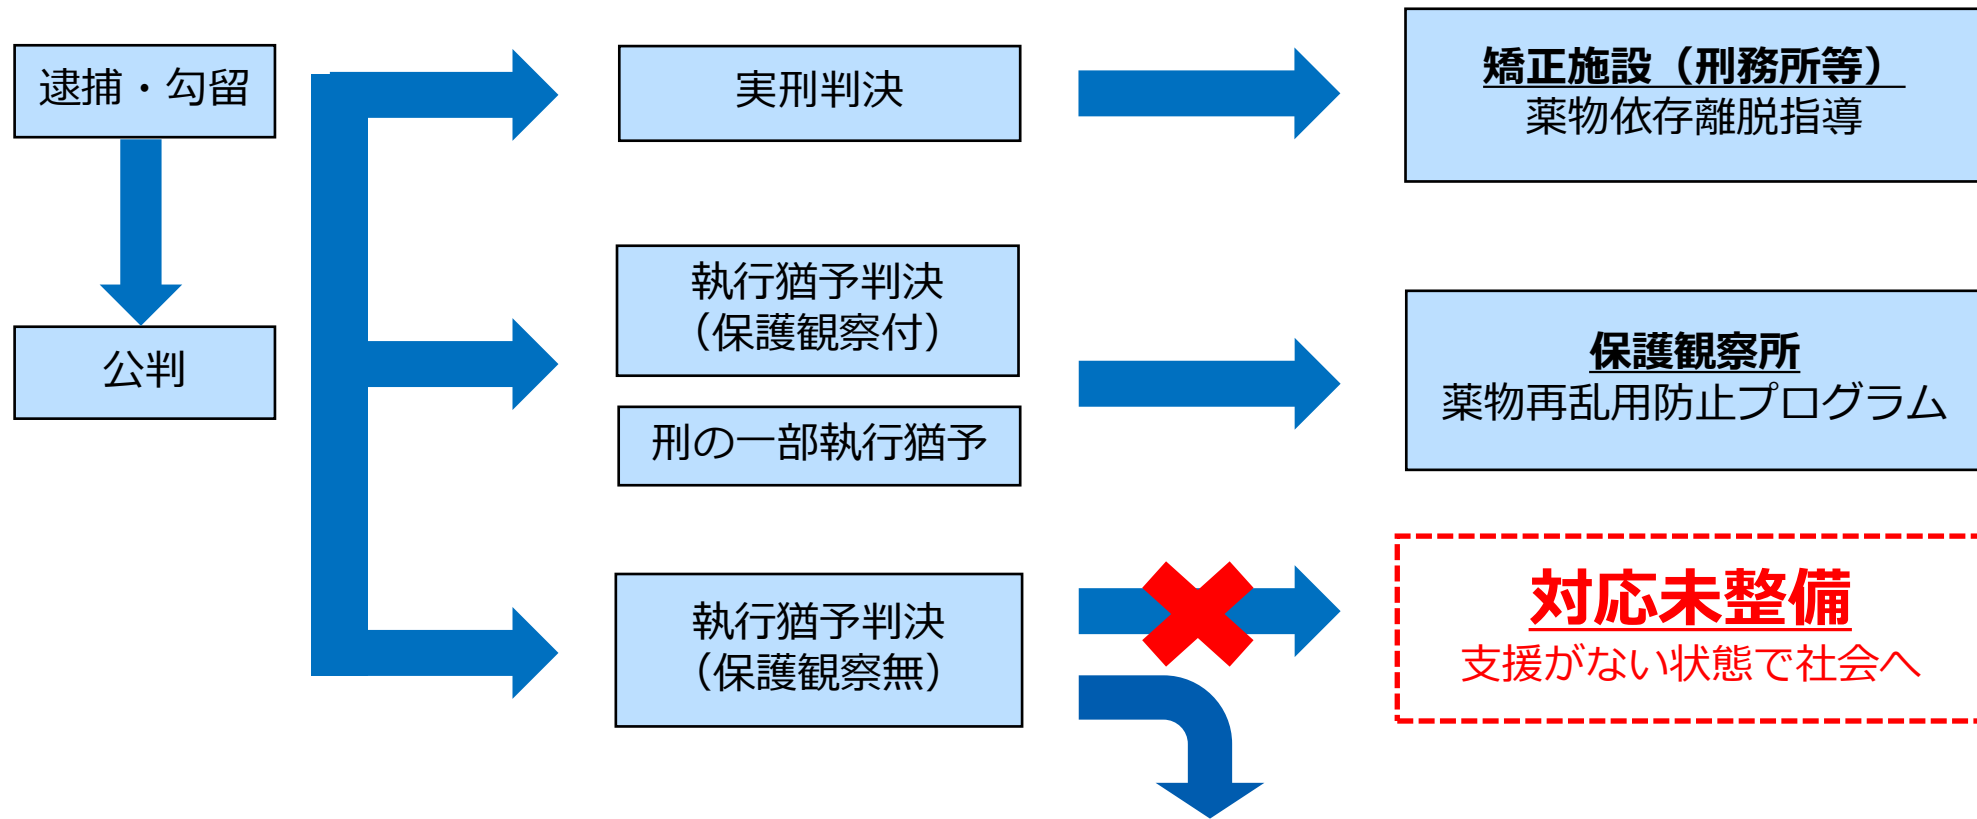 逮捕・勾留
公判
実刑判決
執行猶予判決
（保護観察付）
刑の一部執行猶予
執行猶予判決
（保護観察無）
矯正施設（刑務所等）
薬物依存離脱指導
保護観察所
薬物再乱用防止プログラム
対応未整備
支援がない状態で社会へ